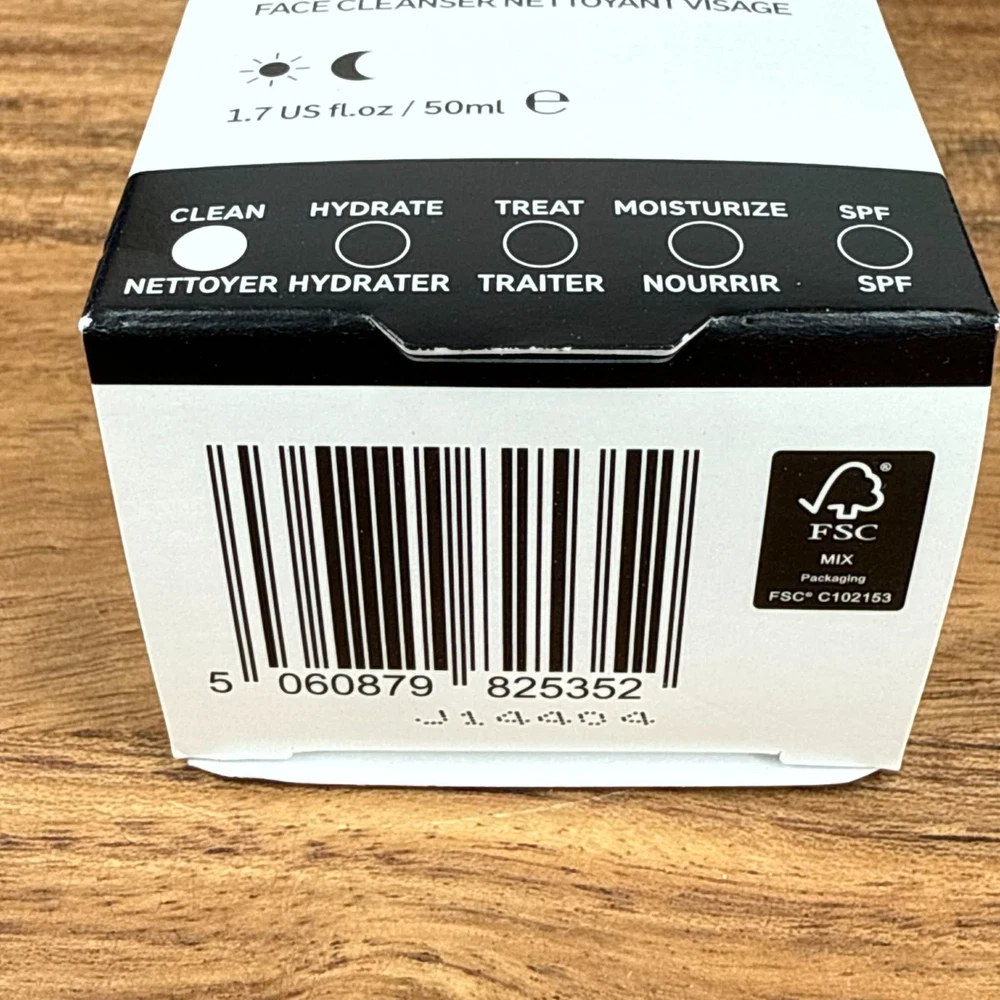 FACE CLEANSER NETTOYANT VISAGE
1.7 US fl.oz / 50ml ℮
CLEAN HYDRATE TREAT MOISTURIZE SPF
NETTOYER HYDRATER TRAITER NOURRIR SPF
5 060879 825352
J14404
FSC®
MIX
Packaging
FSC® C102153